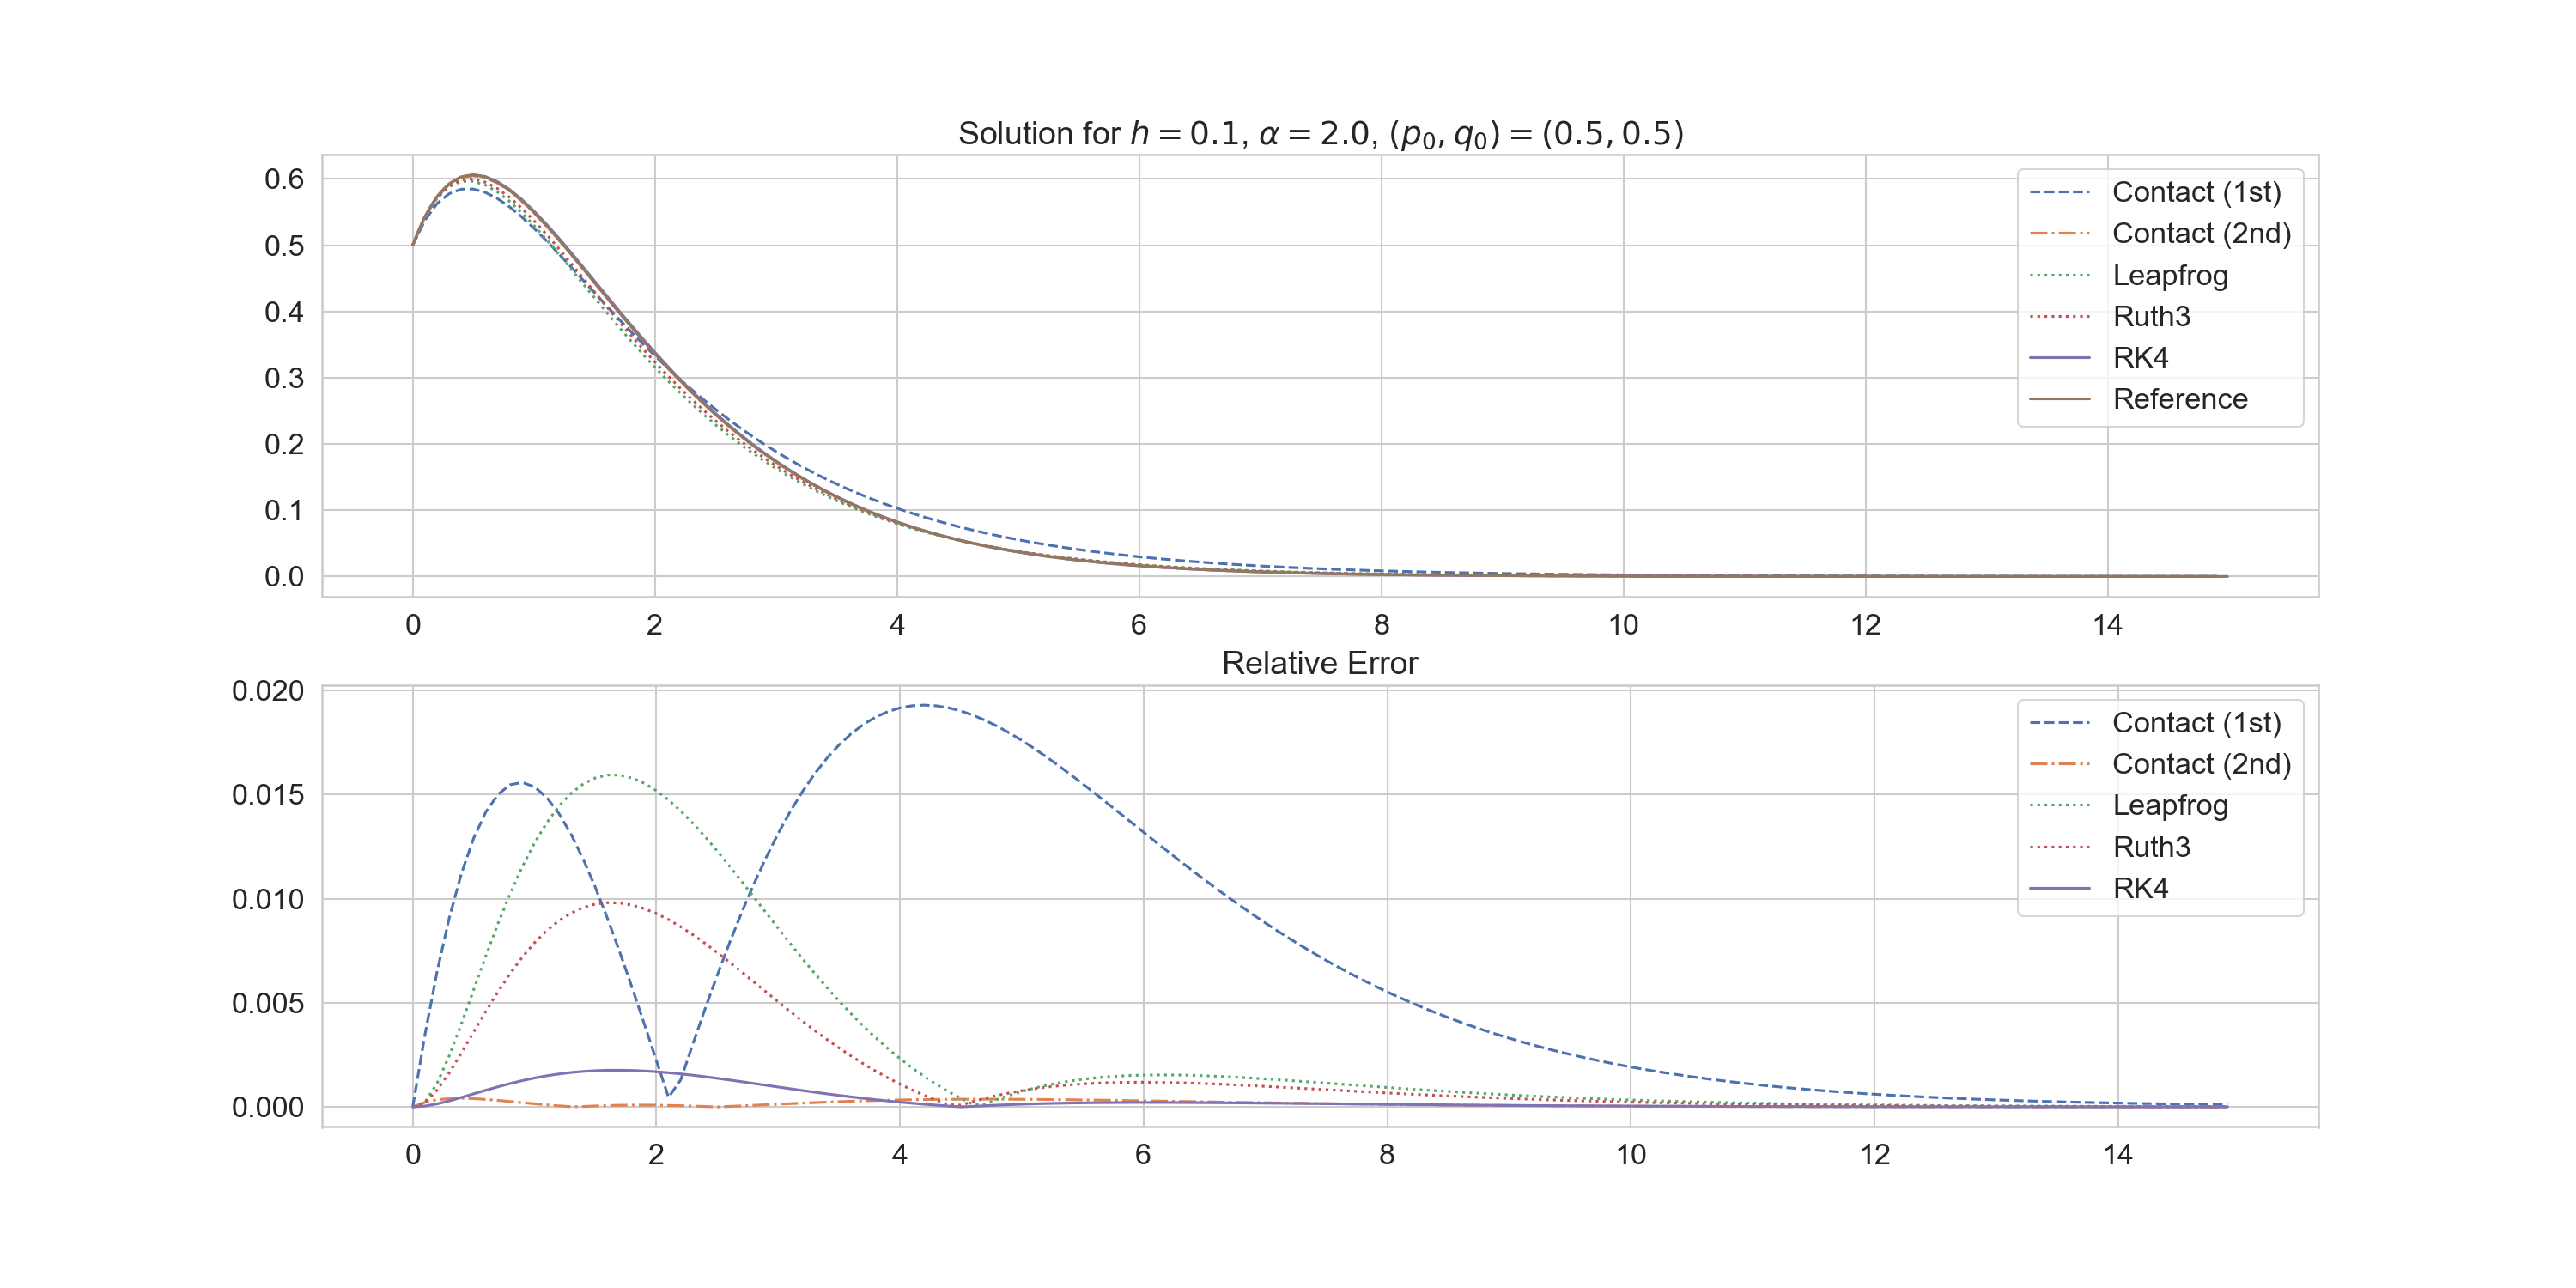 Solution for h = 0.1, α = 2.0, (p₀, q₀) = (0.5, 0.5)
0.6
0.5
0.4
0.3
0.2
0.1
0.0
Contact (1st)
Contact (2nd)
Leapfrog
Ruth3
RK4
Reference
0 2 4 6 8 10 12 14
Relative Error
0.020
0.015
0.010
0.005
0.000
Contact (1st)
Contact (2nd)
Leapfrog
Ruth3
RK4
0 2 4 6 8 10 12 14